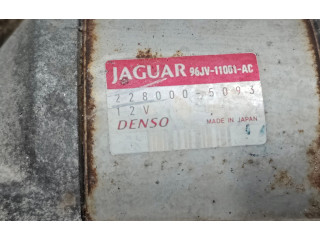 JAGUAR 96JV-11001-AC
228000-5093
12V
DENSO MADE IN JAPAN